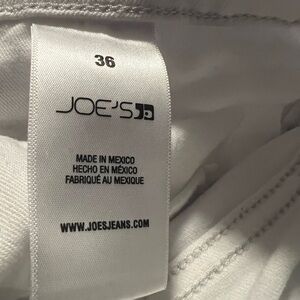 36
JOE'S
MADE IN MEXICO
HECHO EN MÉXICO
FABRIQUÉ AU MEXIQUE
WWW.JOESJEANS.COM